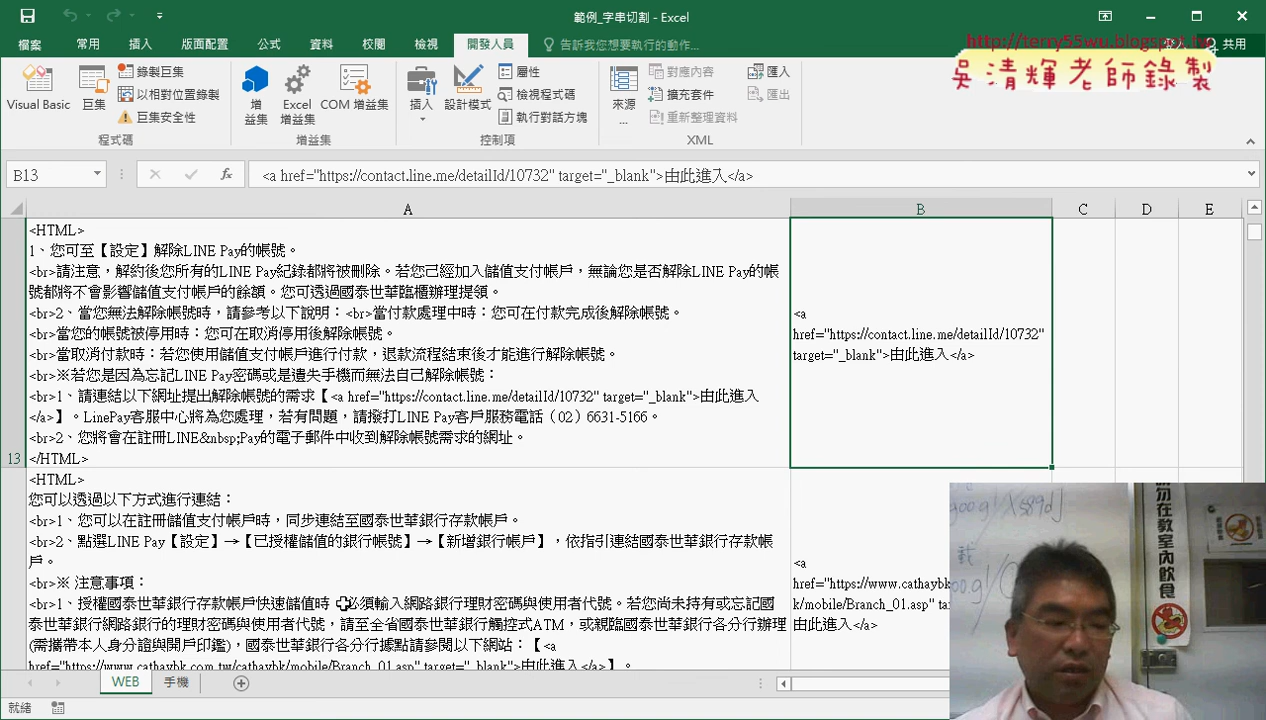 範例_字串切割 - Excel
檔案 常用 插入 版面配置 公式 資料 校閱 檢視 開發人員 告訴我您想要執行的動作... 登入 共用
http://terry55wu.blogspot.tw
吳清輝老師錄製
Visual Basic 巨集 錄製巨集 以相對位置錄製 巨集安全性
增益集 Excel 增益集 COM 增益集
插入 設計模式 屬性 檢視程式碼 執行對話方塊
來源... 對應內容 擴充套件 重新整理資料 匯入 匯出
程式碼 增益集 控制項 XML
B13 fx <a href="https://contact.line.me/detailId/10732" target="_blank">由此進入</a>
A B C D E
<HTML>
1、您可至【設定】解除LINE Pay的帳號。
<br>請注意，解約後您所有的LINE Pay紀錄都將被刪除。若您己經加入儲值支付帳戶，無論您是否解除LINE Pay的帳
號都將不會影響儲值支付帳戶的餘額。您可透過國泰世華臨櫃辦理提領。
<br>2、當您無法解除帳號時，請參考以下說明：<br>當付款處理中時：您可在付款完成後解除帳號。
<br>當您的帳號被停用時：您可在取消停用後解除帳號。
<br>當取消付款時：若您使用儲值支付帳戶進行付款，退款流程結束後才能進行解除帳號。
<br>※若您是因為忘記LINE Pay密碼或是遺失手機而無法自己解除帳號：
<br>1、請連結以下網址提出解除帳號的需求【<a href="https://contact.line.me/detailId/10732" target="_blank">由此進入
</a>】。LinePay客服中心將為您處理，若有問題，請撥打LINE Pay客戶服務電話（02）6631-5166。
<br>2、您將會在註冊LINE&nbsp;Pay的電子郵件中收到解除帳號需求的網址。
</HTML>
13
<a
href="https://contact.line.me/detailId/10732"
target="_blank">由此進入</a>
<HTML>
您可以透過以下方式進行連結：
<br>1、您可以在註冊儲值支付帳戶時，同步連結至國泰世華銀行存款帳戶。
<br>2、點選LINE Pay【設定】→【已授權儲值的銀行帳號】→【新增銀行帳戶】，依指引連結國泰世華銀行存款帳
戶。
<br>※ 注意事項：
<br>1、授權國泰世華銀行存款帳戶快速儲值時 必須輸入網路銀行理財密碼與使用者代號。若您尚未持有或忘記國
泰世華銀行網路銀行的理財密碼與使用者代號，請至全省國泰世華銀行觸控式ATM，或親臨國泰世華銀行各分行辦理
(需攜帶本人身分證與開戶印鑑)，國泰世華銀行各分行據點請參閱以下網站：【<a
href="https://www.cathaybk.com.tw/cathaybk/mobile/Branch_01.asp" target="_blank">由此進入</a>】。
<a
href="https://www.cathaybk
k/mobile/Branch_01.asp" tar
由此進入</a>
勿在教室內飲食
WEB 手機
就緒